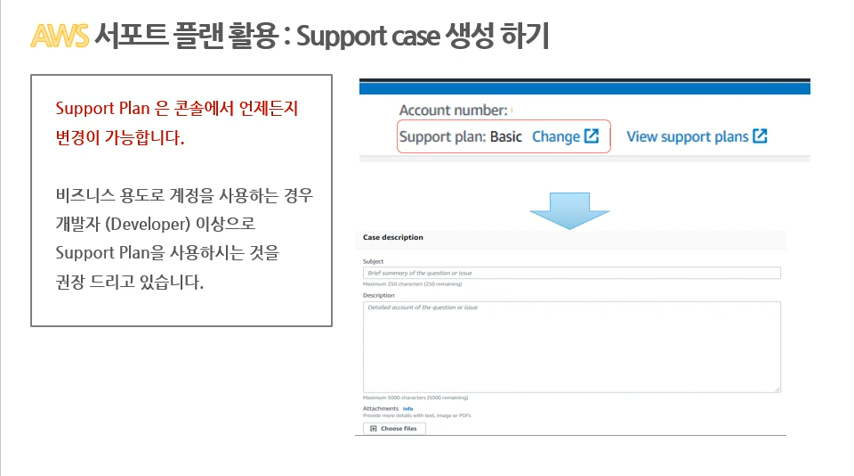 AWS 서포트 플랜 활용 : Support case 생성 하기
Support Plan 은 콘솔에서 언제든지
변경이 가능합니다.
비즈니스 용도로 계정을 사용하는 경우
개발자 (Developer) 이상으로
Support Plan을 사용하시는 것을
권장 드리고 있습니다.
Account number:
Support plan: Basic Change View support plans
Case description
Subject
Brief summary of the question or issue
Maximum 250 characters (250 remaining)
Description
Detailed account of the question or issue
Maximum 5000 characters (5000 remaining)
Attachments Info
Provide more details with text, image or PDFs
Choose files